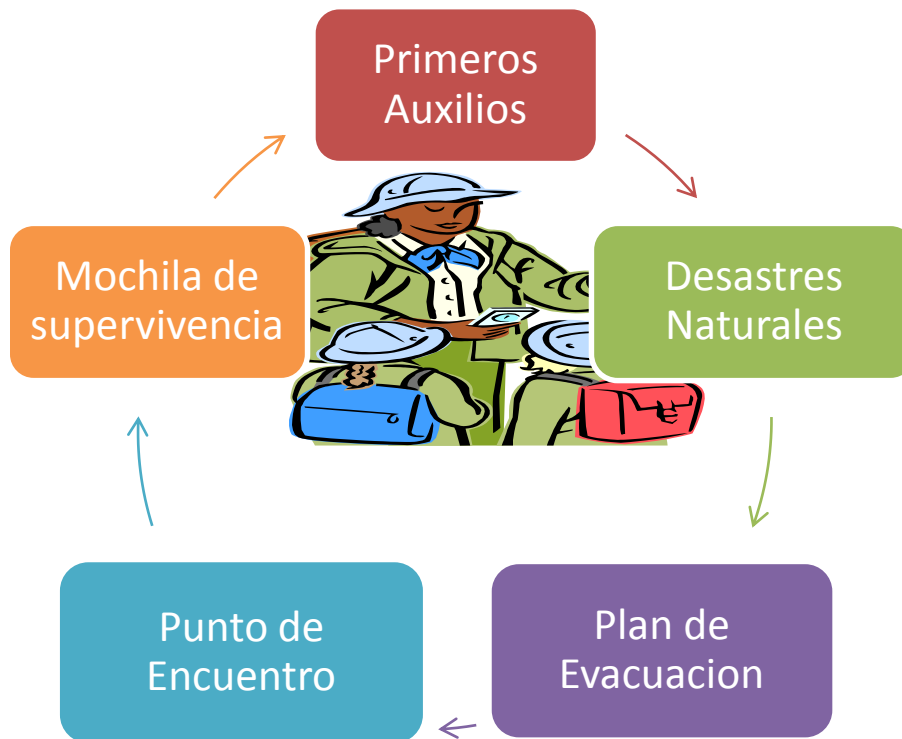 Primeros
Auxilios
Desastres
Naturales
Plan de
Evacuacion
Punto de
Encuentro
Mochila de
supervivencia